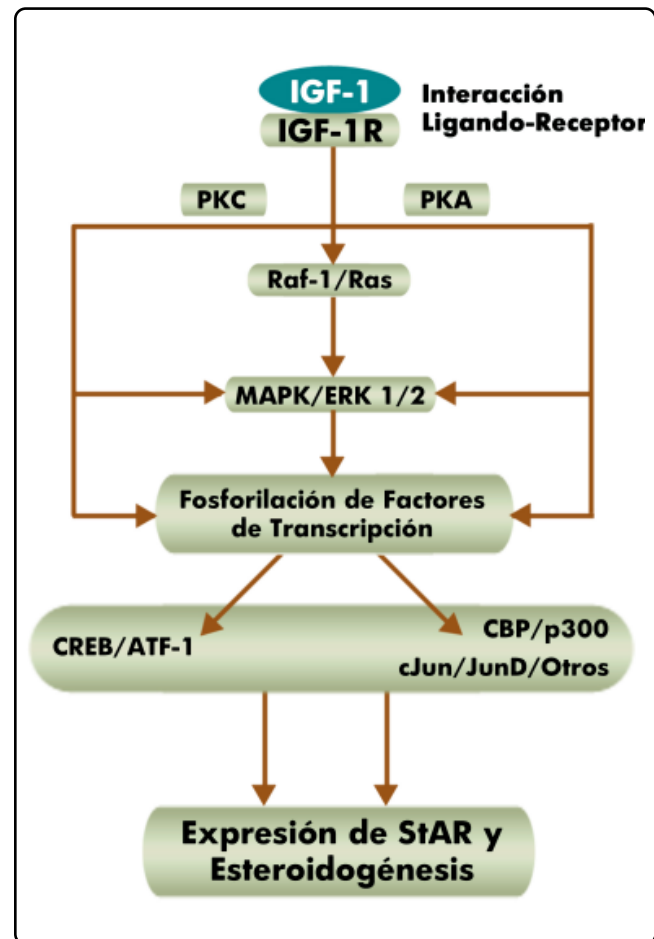 IGF-1
IGF-1R
Interacción
Ligando-Receptor
PKC
PKA
Raf-1/Ras
MAPK/ERK 1/2
Fosforilación de Factores
de Transcripción
CREB/ATF-1
CBP/p300
cJun/JunD/Otros
Expresión de StAR y
Esteroidogénesis